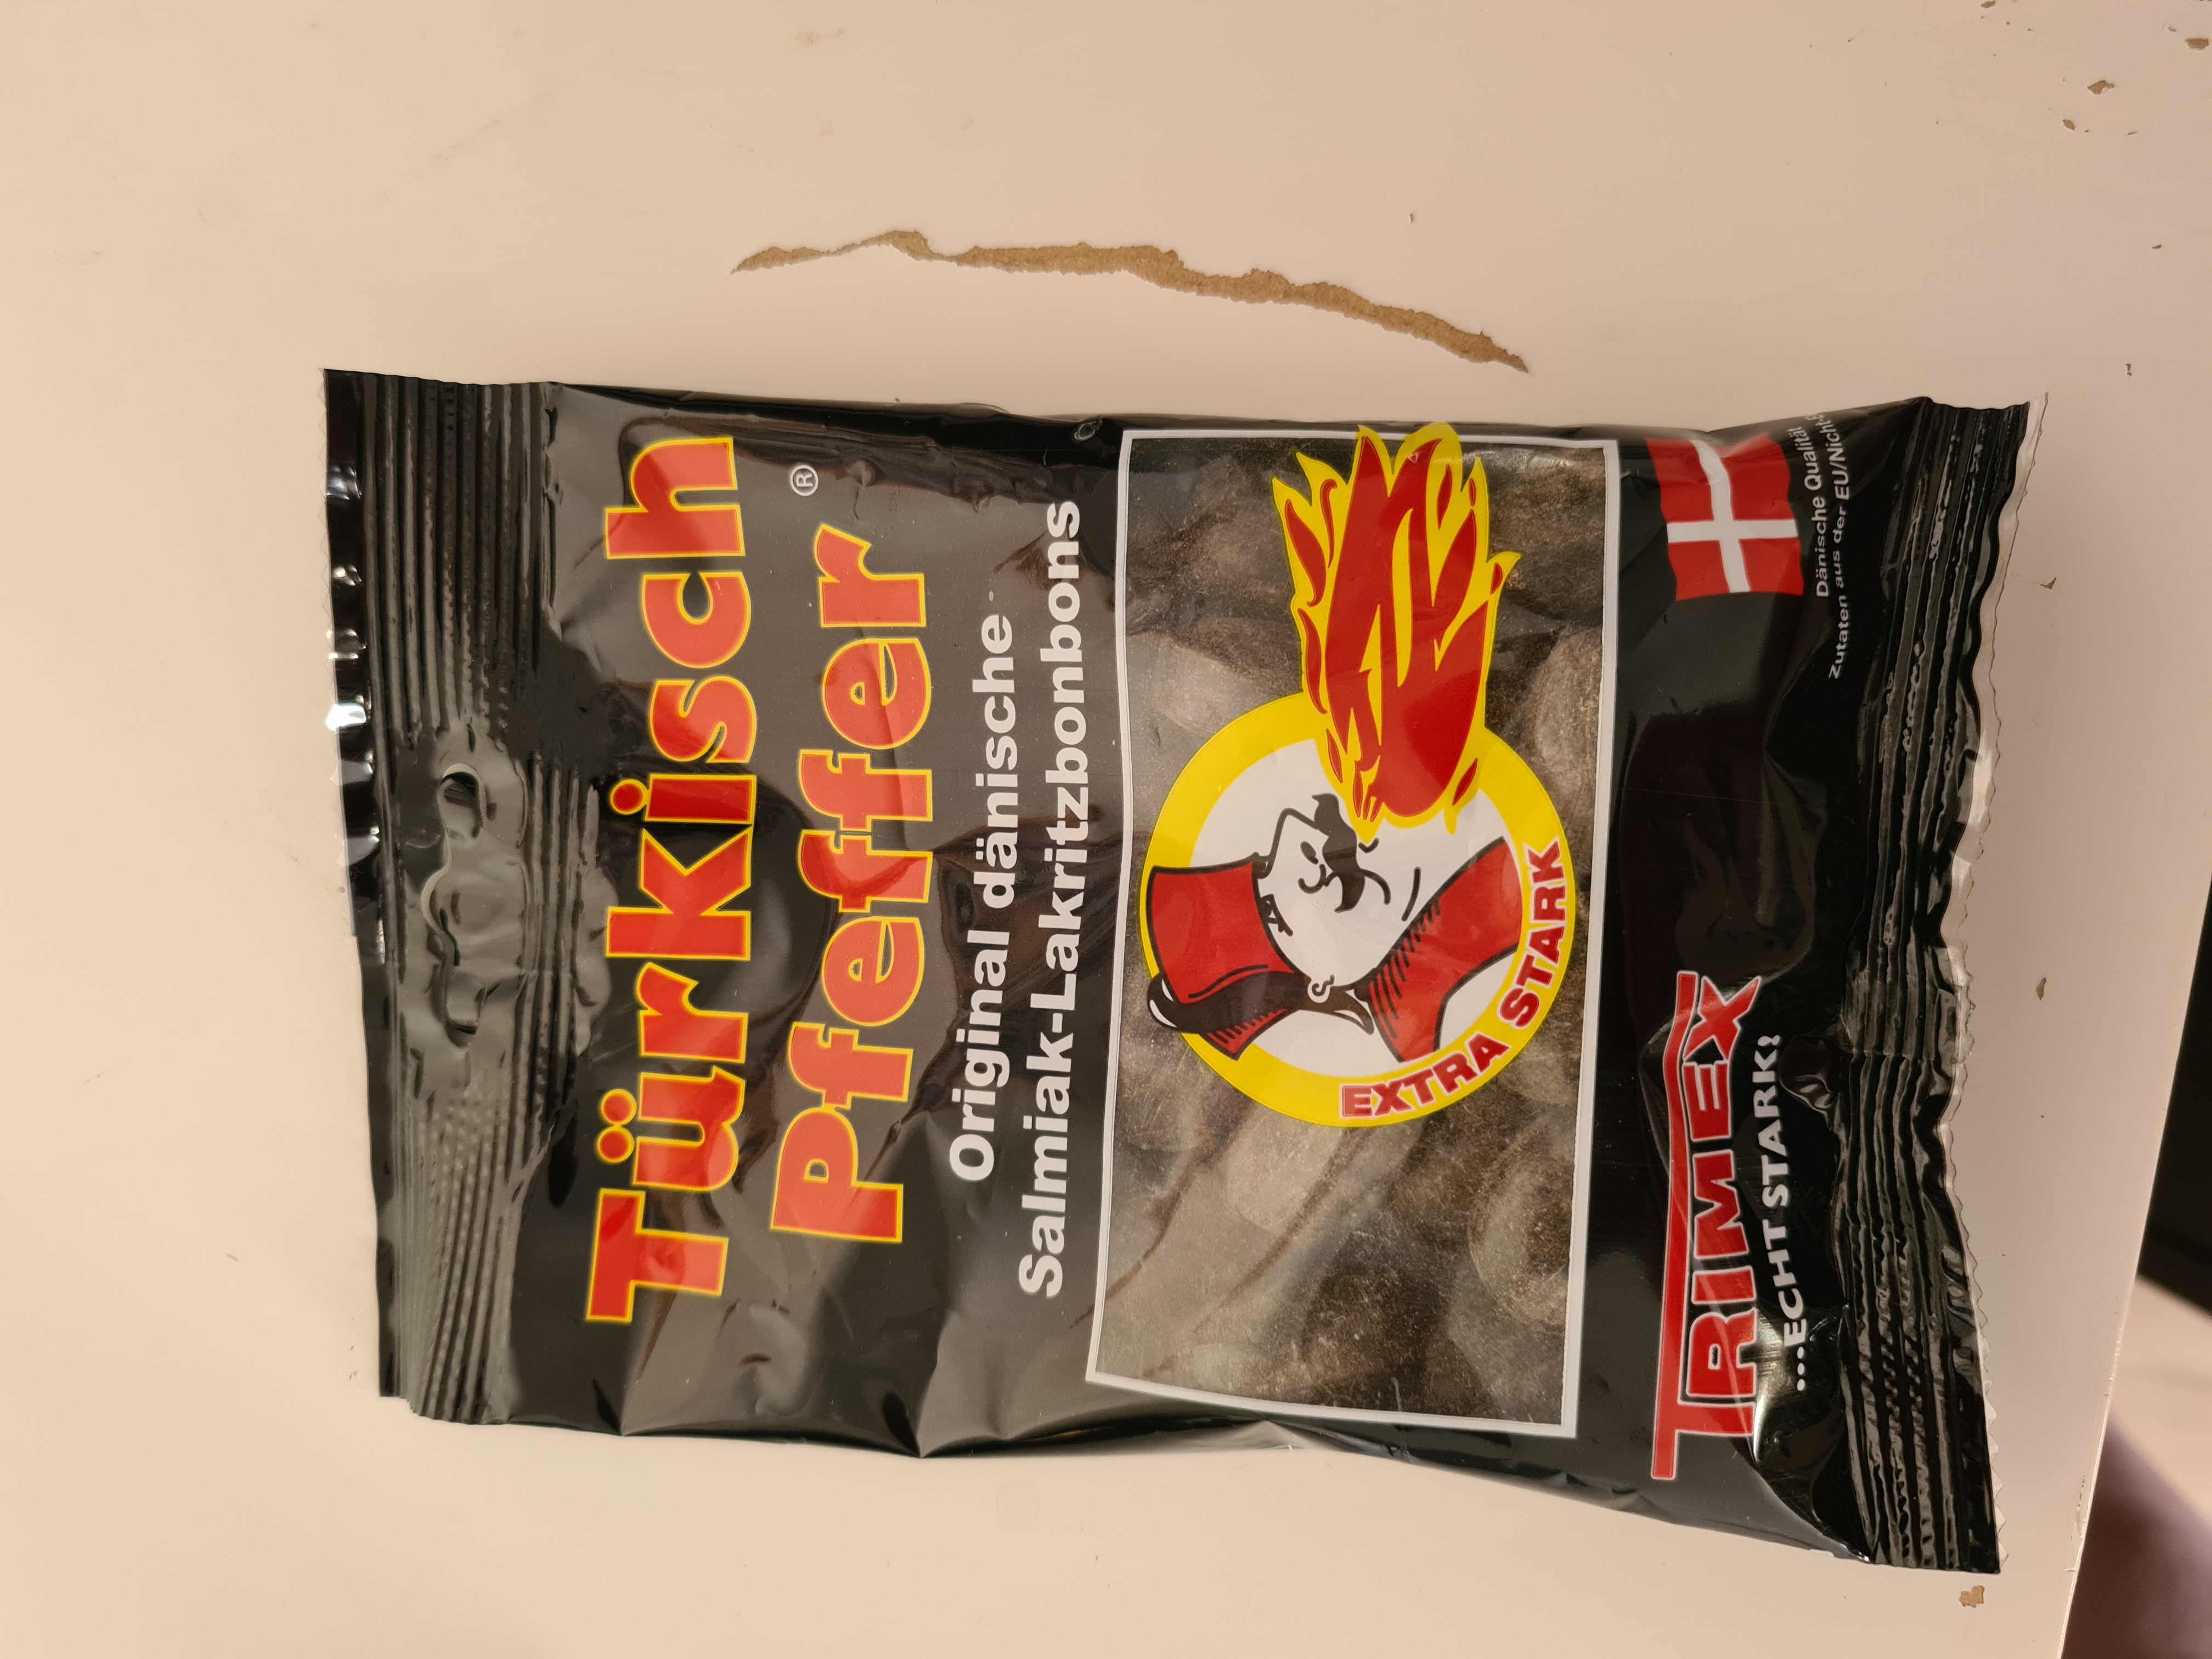 Türkisch
Pfeffer®
Original dänische
Salmiak-Lakritzbonbons
EXTRA STARK
TRIMEX
...ECHT STARK!
Dänische Qualität
Zutaten aus der EU/Nicht